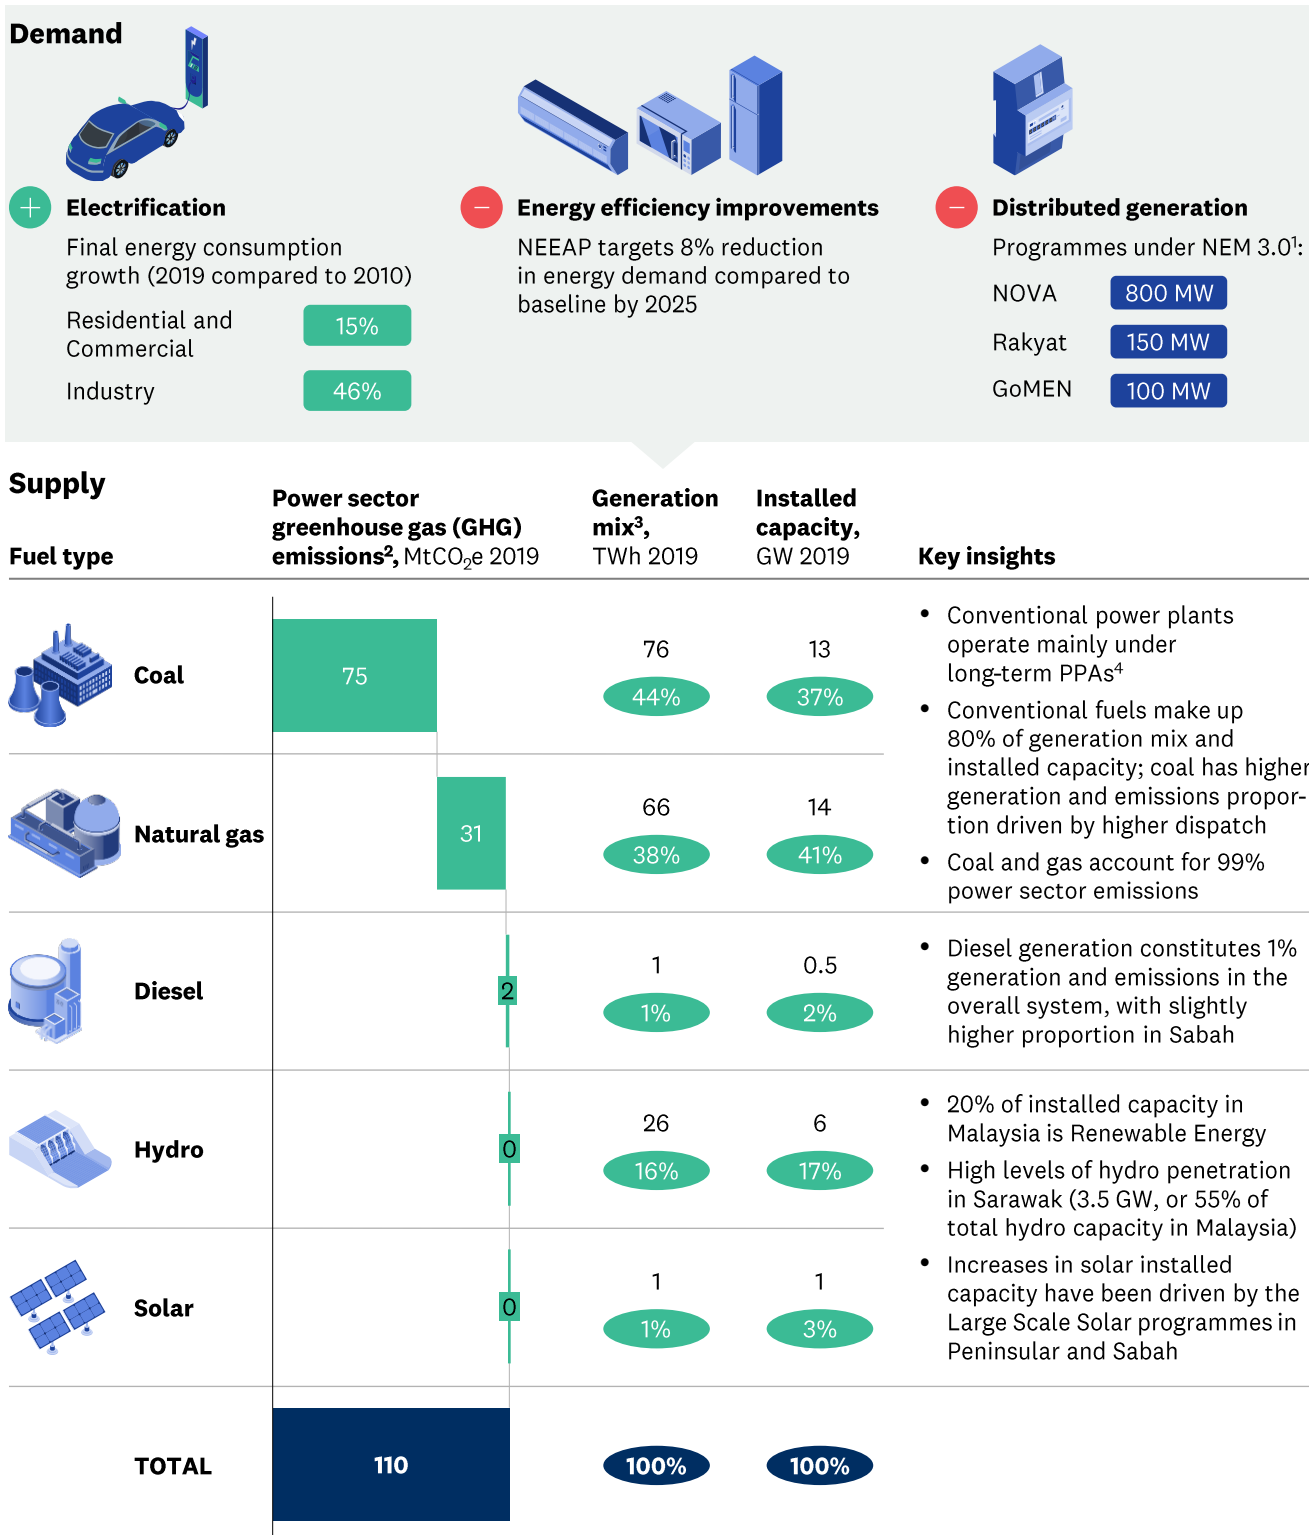 Demand
Electrification
Final energy consumption
growth (2019 compared to 2010)
Residential and
Commercial
15%
Industry
46%
Energy efficiency improvements
NEEAP targets 8% reduction
in energy demand compared to
baseline by 2025
Distributed generation
Programmes under NEM 3.0¹:
NOVA
800 MW
Rakyat
150 MW
GoMEN
100 MW
Supply
Fuel type
Power sector
greenhouse gas (GHG)
emissions², MtCO₂e 2019
Generation
mix³,
TWh 2019
Installed
capacity,
GW 2019
Key insights
Coal
75
76
44%
13
37%
Natural gas
31
66
38%
14
41%
• Conventional power plants
operate mainly under
long-term PPAs⁴
• Conventional fuels make up
80% of generation mix and
installed capacity; coal has higher
generation and emissions propor-
tion driven by higher dispatch
• Coal and gas account for 99%
power sector emissions
Diesel
2
1
1%
0.5
2%
• Diesel generation constitutes 1%
generation and emissions in the
overall system, with slightly
higher proportion in Sabah
Hydro
0
26
16%
6
17%
Solar
0
1
1%
1
3%
• 20% of installed capacity in
Malaysia is Renewable Energy
• High levels of hydro penetration
in Sarawak (3.5 GW, or 55% of
total hydro capacity in Malaysia)
• Increases in solar installed
capacity have been driven by the
Large Scale Solar programmes in
Peninsular and Sabah
TOTAL
110
100%
100%